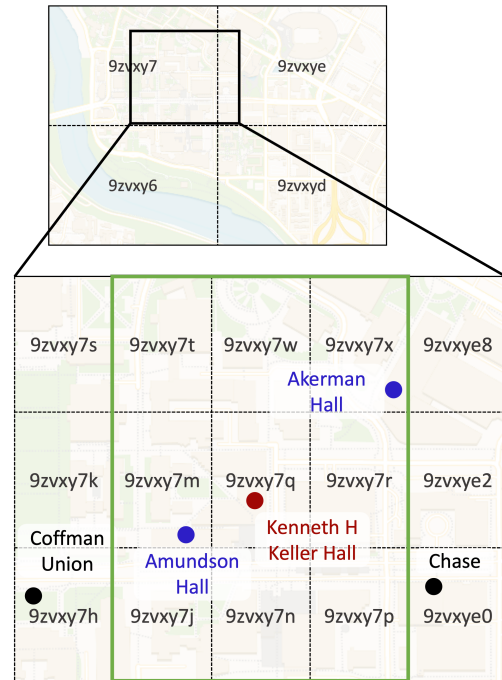 9zvxy7
9zvxye
9zvxy6
9zvxyd
9zvxy7s
9zvxy7t
9zvxy7w
9zvxy7x
9zvxye8
Akerman
Hall
9zvxy7k
9zvxy7m
9zvxy7q
9zvxy7r
9zvxye2
Coffman
Union
Amundson
Hall
Kenneth H
Keller Hall
Chase
9zvxy7h
9zvxy7j
9zvxy7n
9zvxy7p
9zvxye0